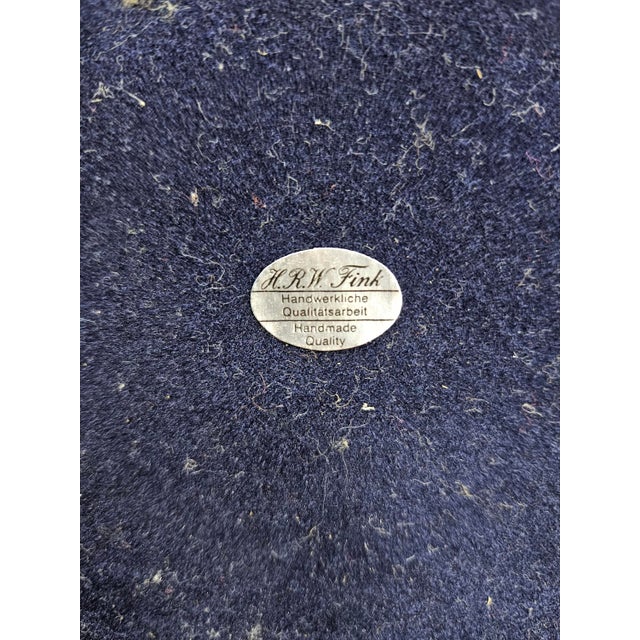 H.R.W. Fink
Handwerkliche
Qualitätsarbeit
Handmade
Quality